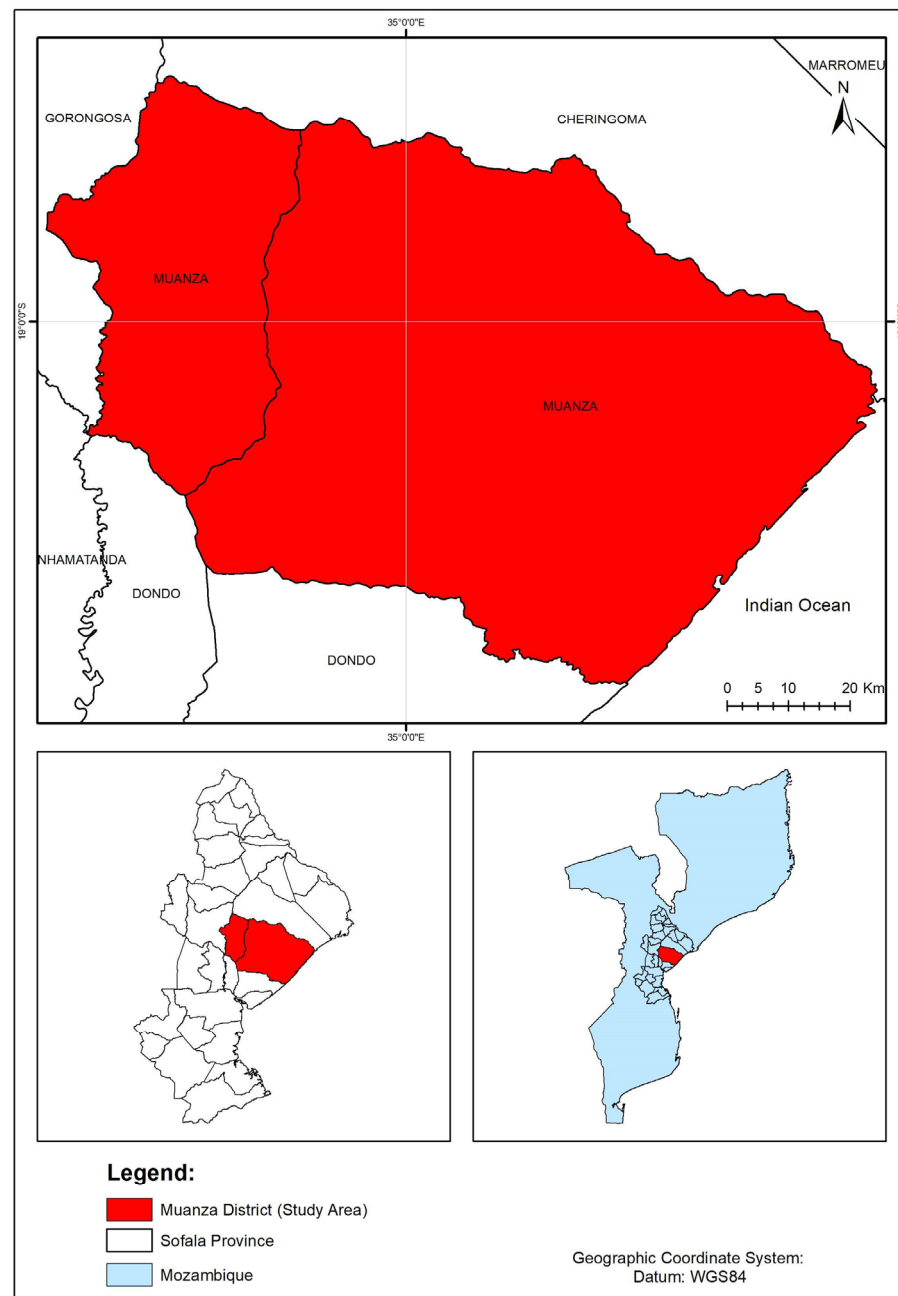 35°0'0"E
MARROMEU
N
GORONGOSA
CHERINGOMA
MUANZA
19°0'0"S
MUANZA
NHAMATANDA
DONDO
Indian Ocean
DONDO
0 5 10 20 Km
35°0'0"E
Legend:
Muanza District (Study Area)
Sofala Province
Mozambique
Geographic Coordinate System:
Datum: WGS84